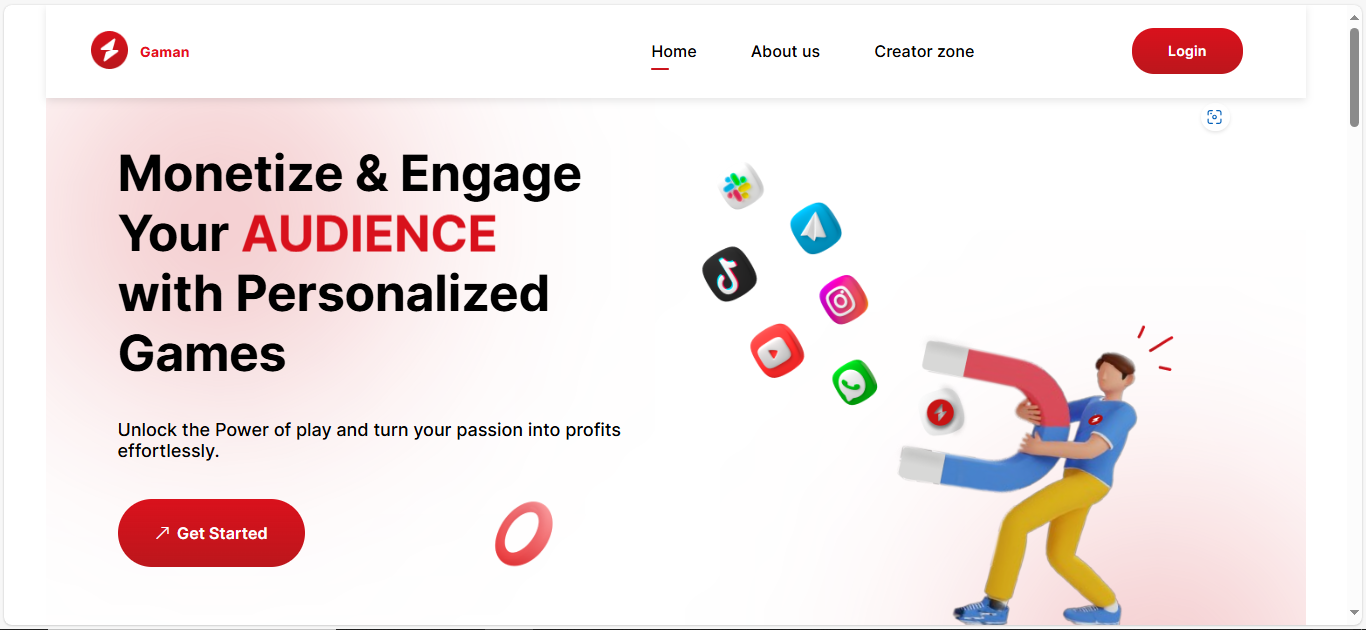 Gaman
Home
About us
Creator zone
Login
Monetize & Engage
Your AUDIENCE
with Personalized
Games
Unlock the Power of play and turn your passion into profits
effortlessly.
Get Started